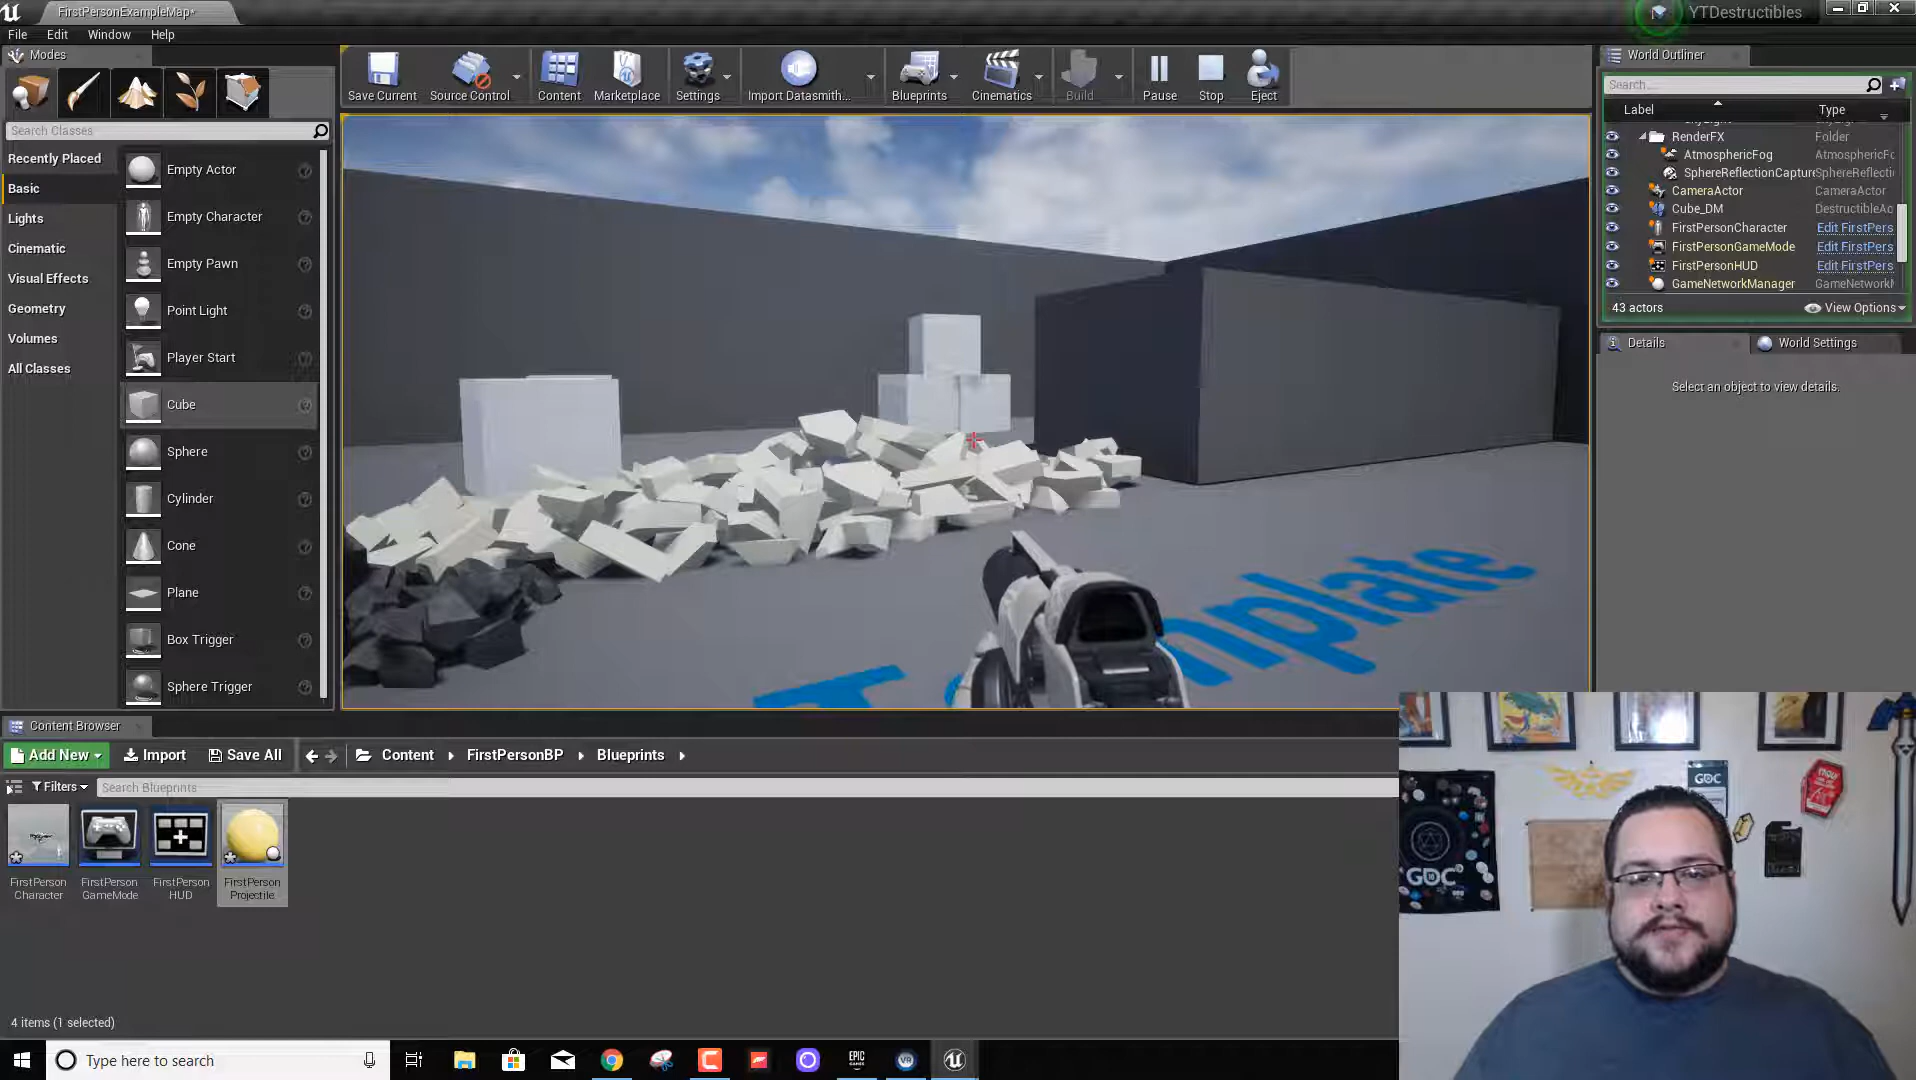 FirstPersonExampleMap*
YTDestructibles
File Edit Window Help
Modes
Save Current
Source Control
Content
Marketplace
Settings
Import Datasmith...
Blueprints
Cinematics
Build
Pause
Stop
Eject
Search Classes
Recently Placed
Basic
Lights
Cinematic
Visual Effects
Geometry
Volumes
All Classes
Empty Actor
Empty Character
Empty Pawn
Point Light
Player Start
Cube
Sphere
Cylinder
Cone
Plane
Box Trigger
Sphere Trigger
World Outliner
Search...
Label Type
RenderFX Folder
AtmosphericFog AtmosphericFo
SphereReflectionCapture SphereReflecti
CameraActor CameraActor
Cube_DM DestructibleAc
FirstPersonCharacter Edit FirstPers
FirstPersonGameMode Edit FirstPers
FirstPersonHUD Edit FirstPers
GameNetworkManager GameNetworkM
43 actors View Options
Details World Settings
Select an object to view details.
mplate
Content Browser
Add New Import Save All Content FirstPersonBP Blueprints
Filters Search Blueprints
FirstPerson
Character
FirstPerson
GameMode
FirstPerson
HUD
FirstPerson
Projectile
4 items (1 selected)
GDC
GDC
Type here to search
EPIC
GAMES
VR